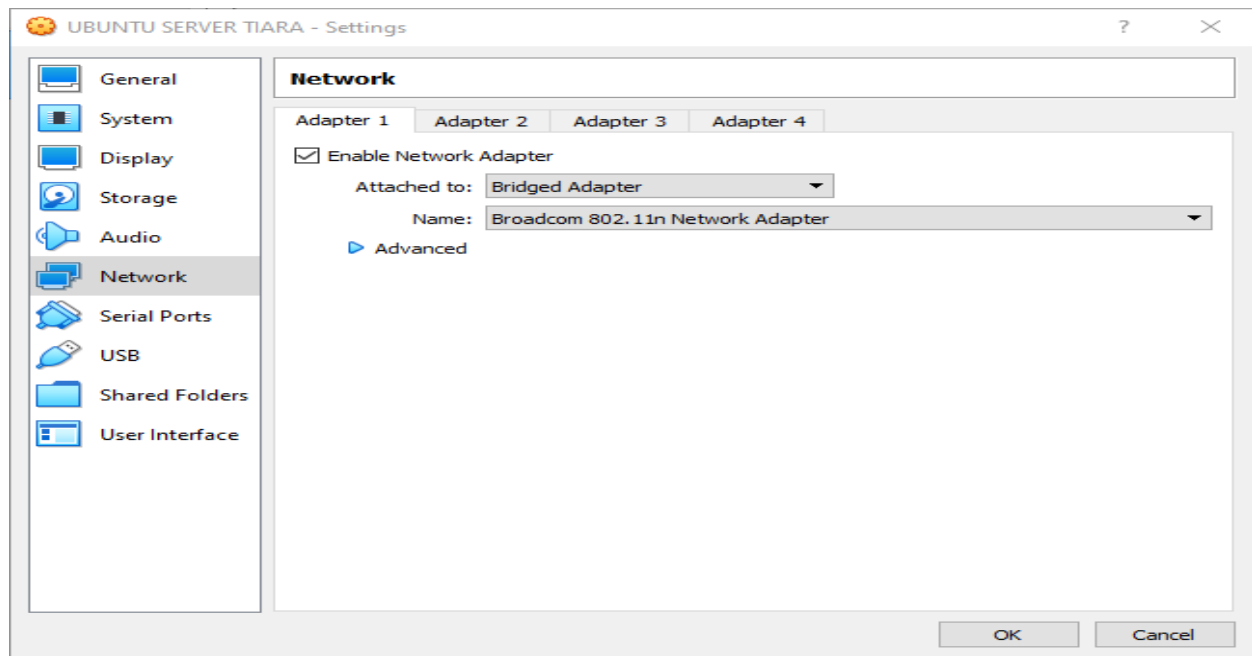 UBUNTU SERVER TIARA - Settings
?
General
System
Display
Storage
Audio
Network
Serial Ports
USB
Shared Folders
User Interface
Network
Adapter 1 Adapter 2 Adapter 3 Adapter 4
Enable Network Adapter
Attached to: Bridged Adapter
Name: Broadcom 802.11n Network Adapter
Advanced
OK Cancel